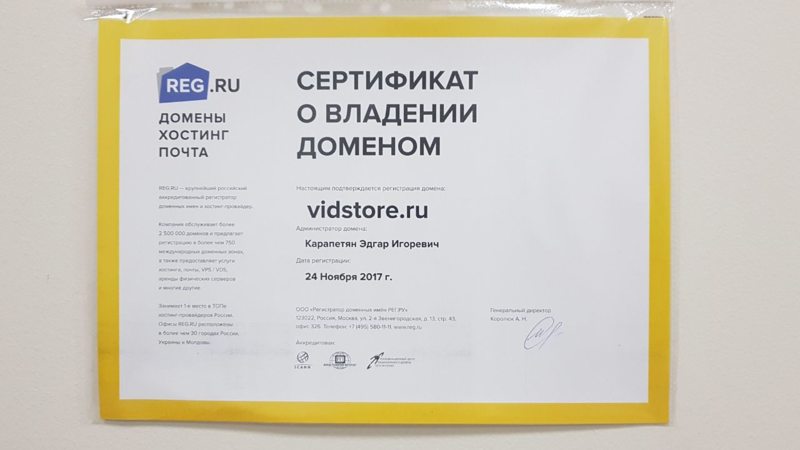 REG.RU
ДОМЕНЫ
ХОСТИНГ
ПОЧТА
REG.RU — крупнейший российский
аккредитованный регистратор
доменных имен и хостинг-провайдер.
Компания обслуживает более
2 500 000 доменов и предлагает
регистрацию в более чем 750
международных доменных зонах,
а также предоставляет услуги
хостинга, почты, VPS / VDS,
аренды физических серверов
и многие другие.
Занимает 1-е место в ТОПе
хостинг-провайдеров России.
Офисы REG.RU расположены
в более чем 20 городах России,
Украины и Молдовы.
СЕРТИФИКАТ
О ВЛАДЕНИИ
ДОМЕНОМ
Настоящим подтверждается регистрация домена:
vidstore.ru
Администратор домена:
Карапетян Эдгар Игоревич
Дата регистрации:
24 Ноября 2017 г.
ООО «Регистратор доменных имён РЕГ.РУ»
123022, Россия, Москва, ул. 2-я Звенигородская, д. 13, стр. 43,
офис 326. Телефон: +7 (495) 580-11-11. www.reg.ru
Аккредитован:
ICANN
Генеральный директор
Королюк А. Н.